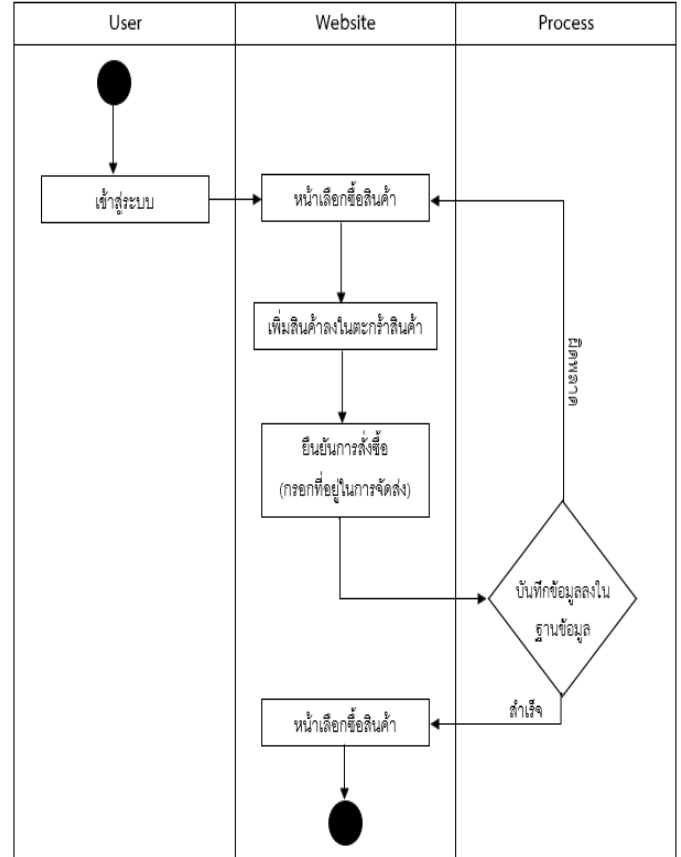 User
Website
Process
เข้าสู่ระบบ
หน้าเลือกซื้อสินค้า
เพิ่มสินค้าลงในตะกร้าสินค้า
ผิดพลาด
ยืนยันการสั่งซื้อ
(กรอกที่อยู่ในการจัดส่ง)
บันทึกข้อมูลลงใน
ฐานข้อมูล
สำเร็จ
หน้าเลือกซื้อสินค้า